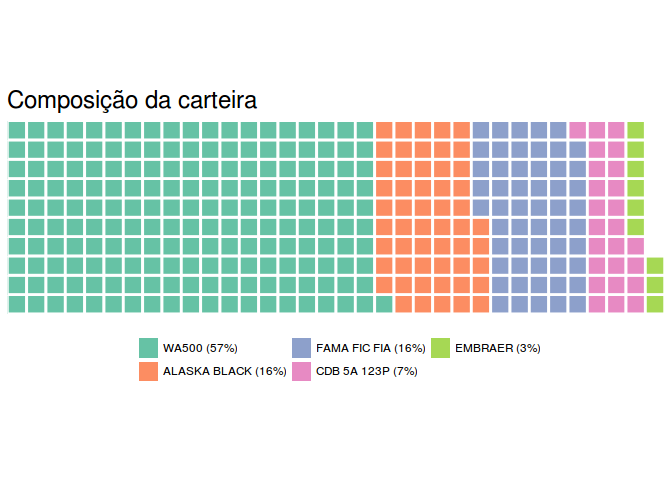 Composição da carteira
WA500 (57%) FAMA FIC FIA (16%) EMBRAER (3%)
ALASKA BLACK (16%) CDB 5A 123P (7%)